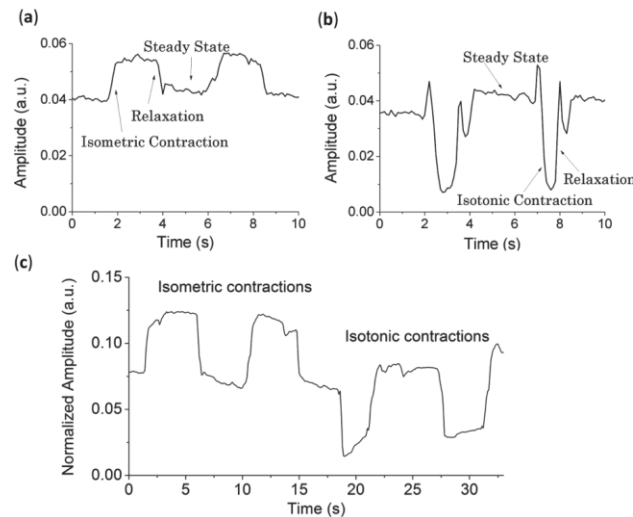 (a)
0.06
0.04
0.02
0.00
Amplitude (a.u.)
Steady State
Relaxation
Isometric Contraction
0 2 4 6 8 10
Time (s)
(b)
0.06
0.04
0.02
0.00
Amplitude (a.u.)
Steady State
Relaxation
Isotonic Contraction
0 2 4 6 8 10
Time (s)
(c)
0.15
0.10
0.05
0.00
Normalized Amplitude (a.u.)
Isometric contractions
Isotonic contractions
0 5 10 15 20 25 30
Time (s)